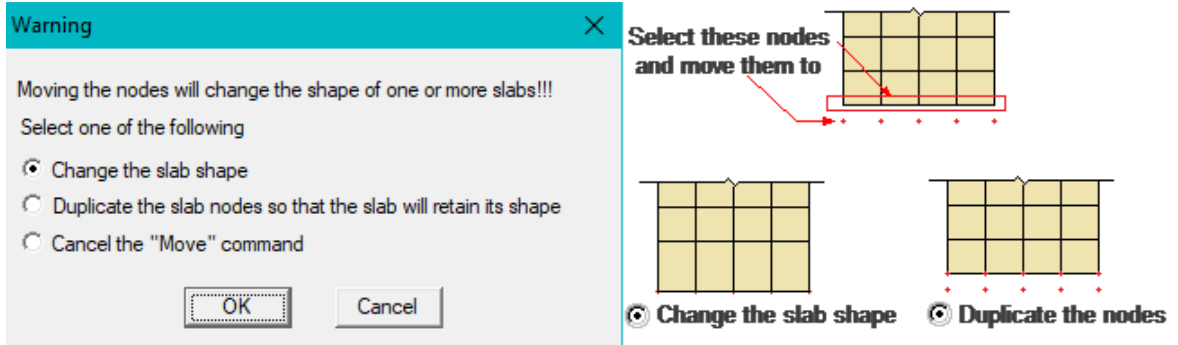 Warning
Moving the nodes will change the shape of one or more slabs!!!
Select one of the following
Change the slab shape
Duplicate the slab nodes so that the slab will retain its shape
Cancel the "Move" command
OK
Cancel
Select these nodes
and move them to
Change the slab shape
Duplicate the nodes